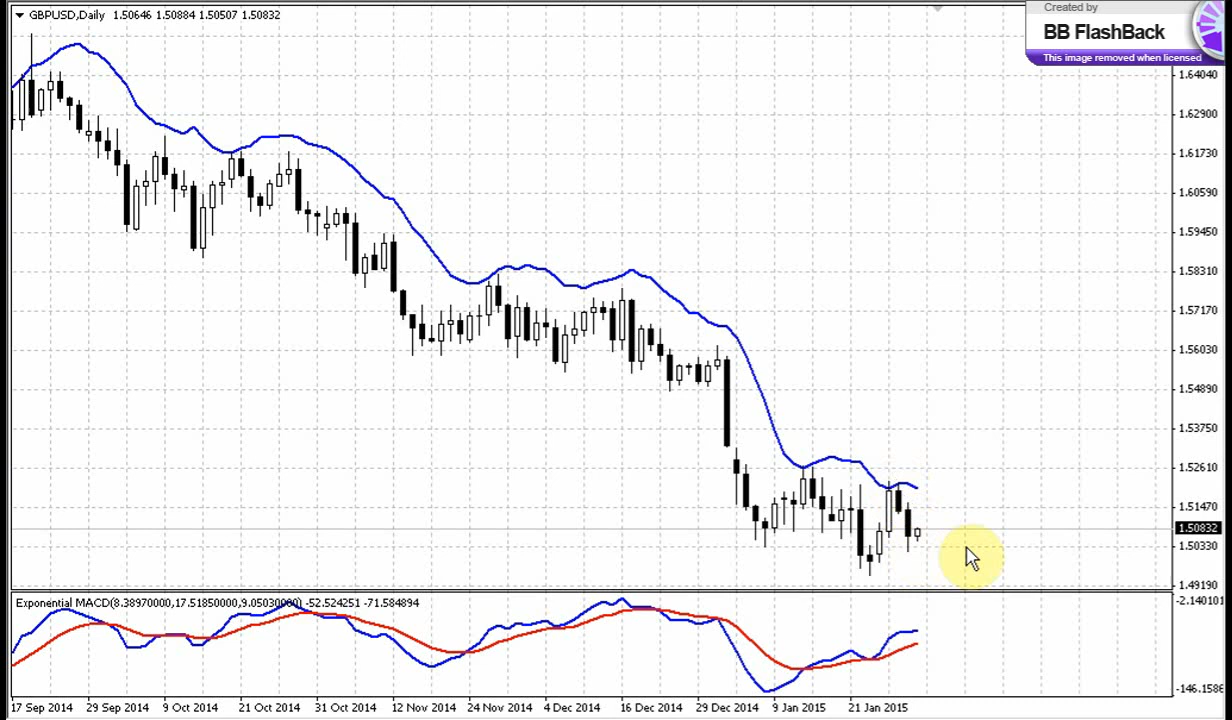 GBPUSD,Daily 1.50646 1.50884 1.50507 1.50832
Created by
BB FlashBack
This image removed when licensed
1.64040
1.62900
1.61730
1.60590
1.59450
1.58310
1.57170
1.56030
1.54890
1.53750
1.52610
1.51470
1.50832
1.50330
1.49190
Exponential MACD(8.38970000,17.51850000,9.05030000) -52.524251 -71.584894
-2.140101
-146.1586
17 Sep 2014 29 Sep 2014 9 Oct 2014 21 Oct 2014 31 Oct 2014 12 Nov 2014 24 Nov 2014 4 Dec 2014 16 Dec 2014 29 Dec 2014 9 Jan 2015 21 Jan 2015